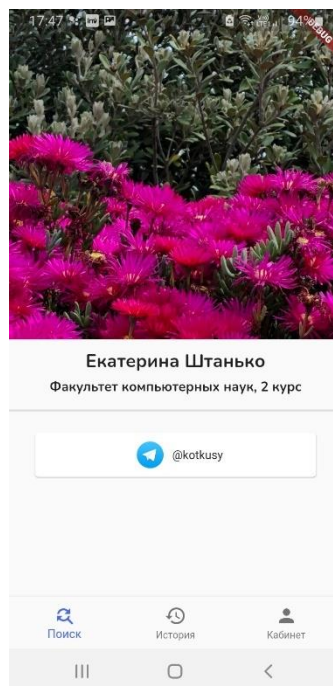 17:47
94%
DEBUG
Екатерина Штанько
Факультет компьютерных наук, 2 курс
@kotkusy
Поиск
История
Кабинет